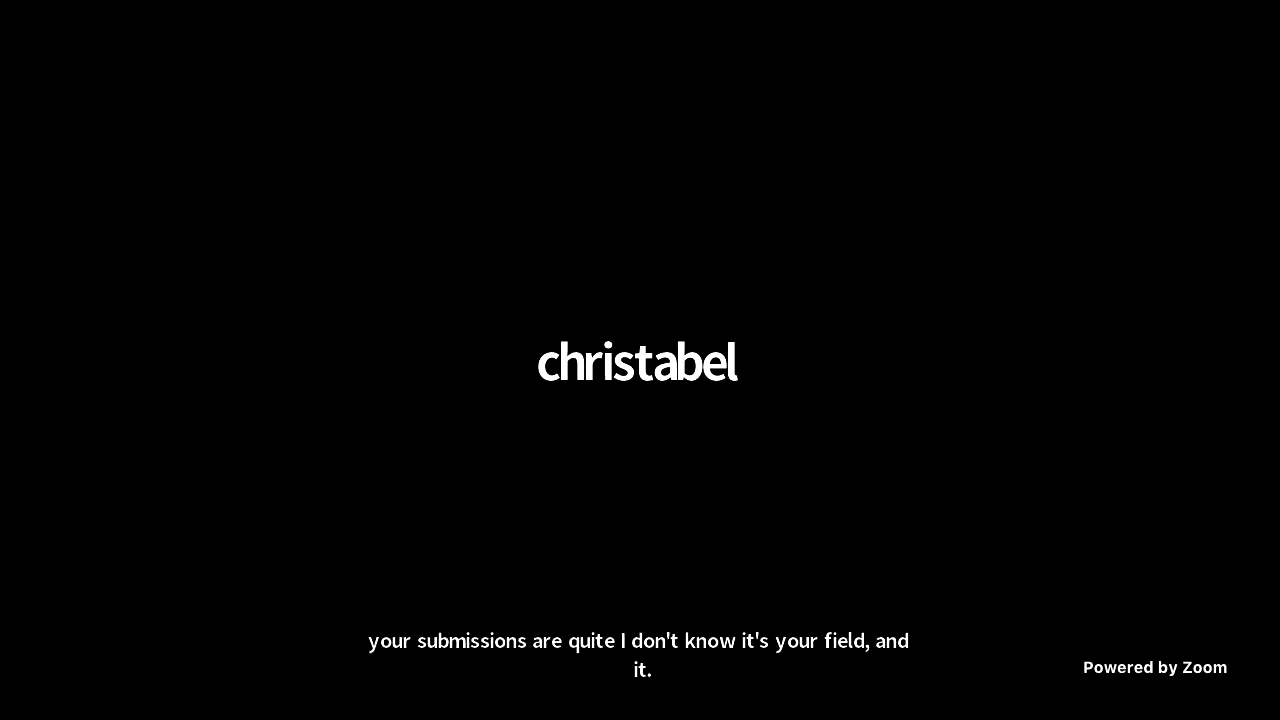 christabel
your submissions are quite I don't know it's your field, and
it.
Powered by Zoom